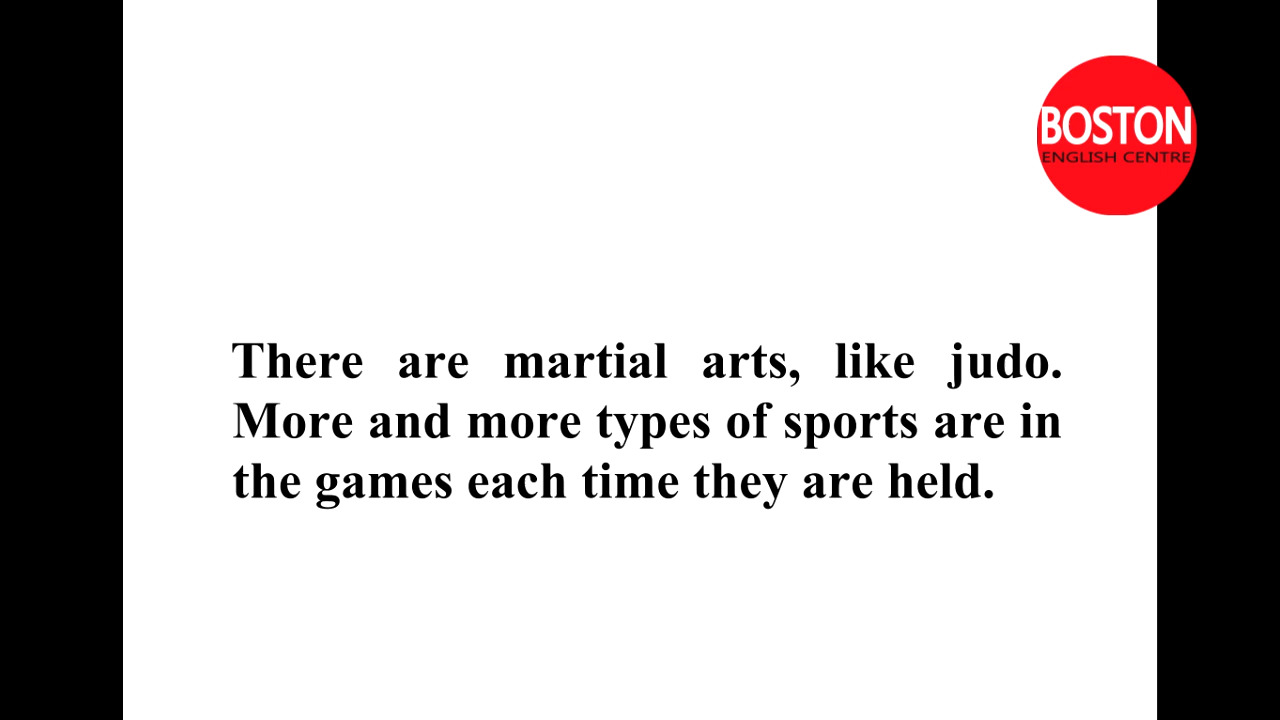 BOSTON
ENGLISH CENTRE
There are martial arts, like judo.
More and more types of sports are in
the games each time they are held.